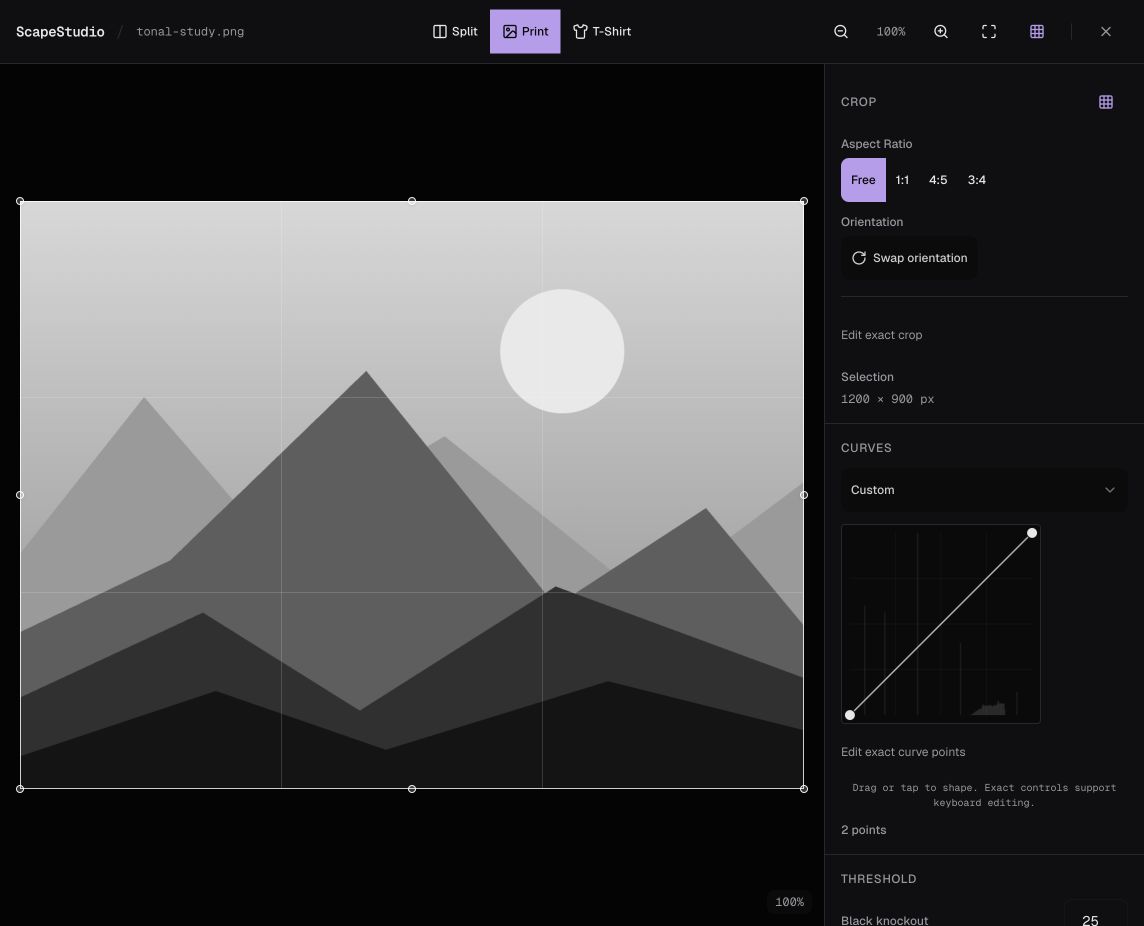 ScapeStudio / tonal-study.png
Split
Print
T-Shirt
100%
CROP
Aspect Ratio
Free 1:1 4:5 3:4
Orientation
Swap orientation
Edit exact crop
Selection
1200 × 900 px
CURVES
Custom
Edit exact curve points
Drag or tap to shape. Exact controls support
keyboard editing.
2 points
THRESHOLD
Black knockout 25
100%